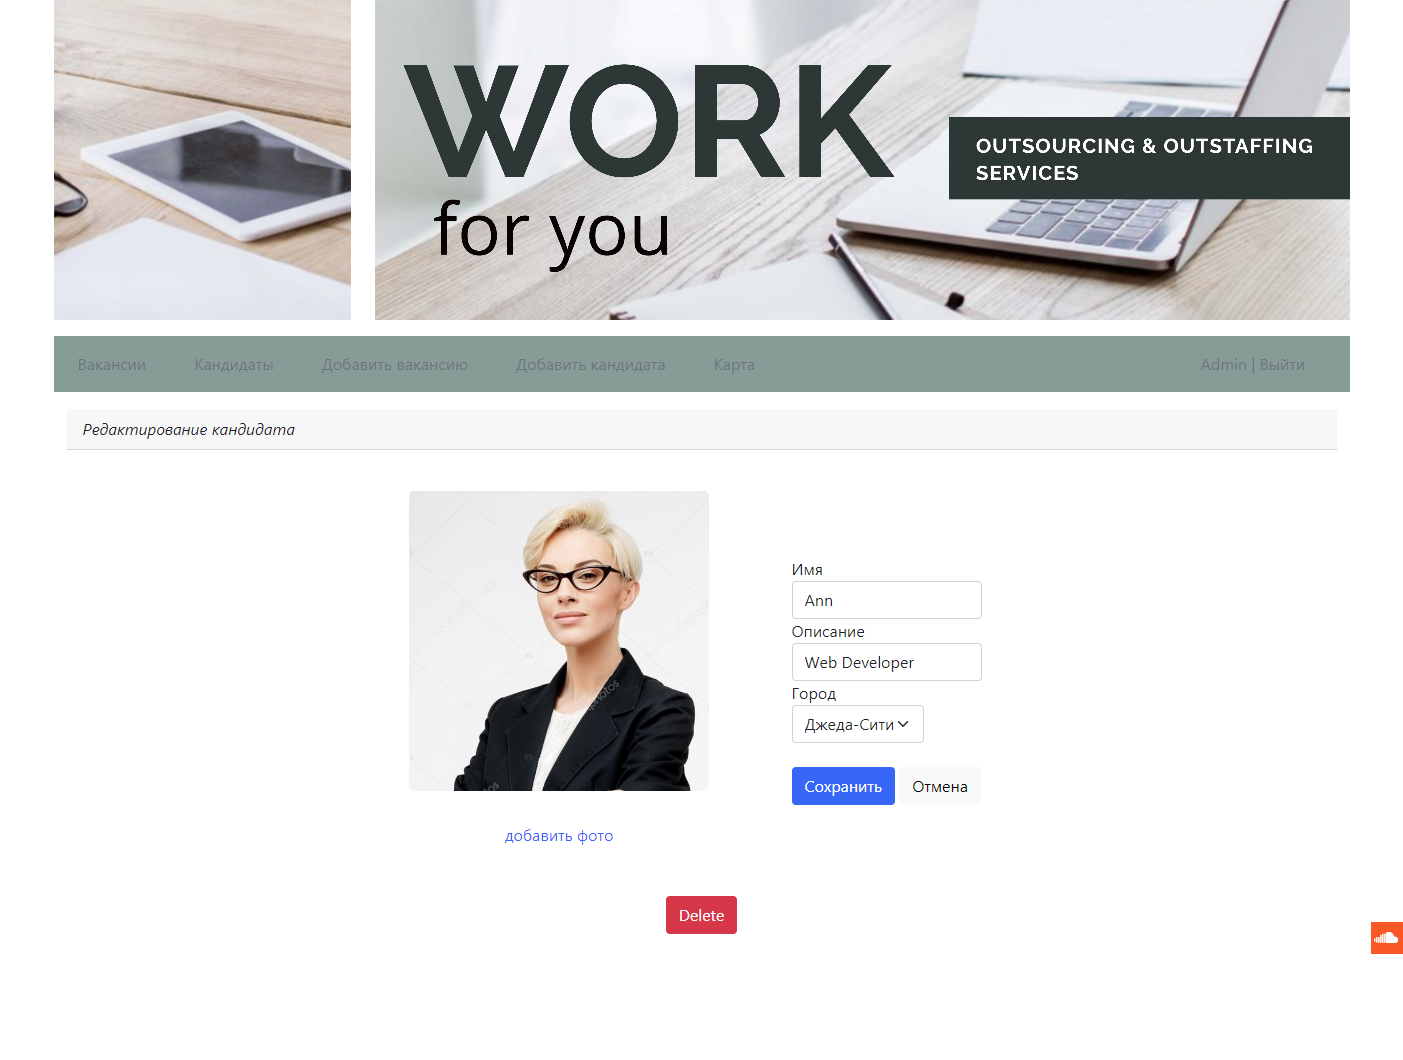 WORK
for you
OUTSOURCING & OUTSTAFFING
SERVICES
Вакансии Кандидаты Добавить вакансию Добавить кандидата Карта Admin | Выйти
Редактирование кандидата
Имя
Ann
Описание
Web Developer
Город
Джеда-Сити
Сохранить Отмена
добавить фото
Delete